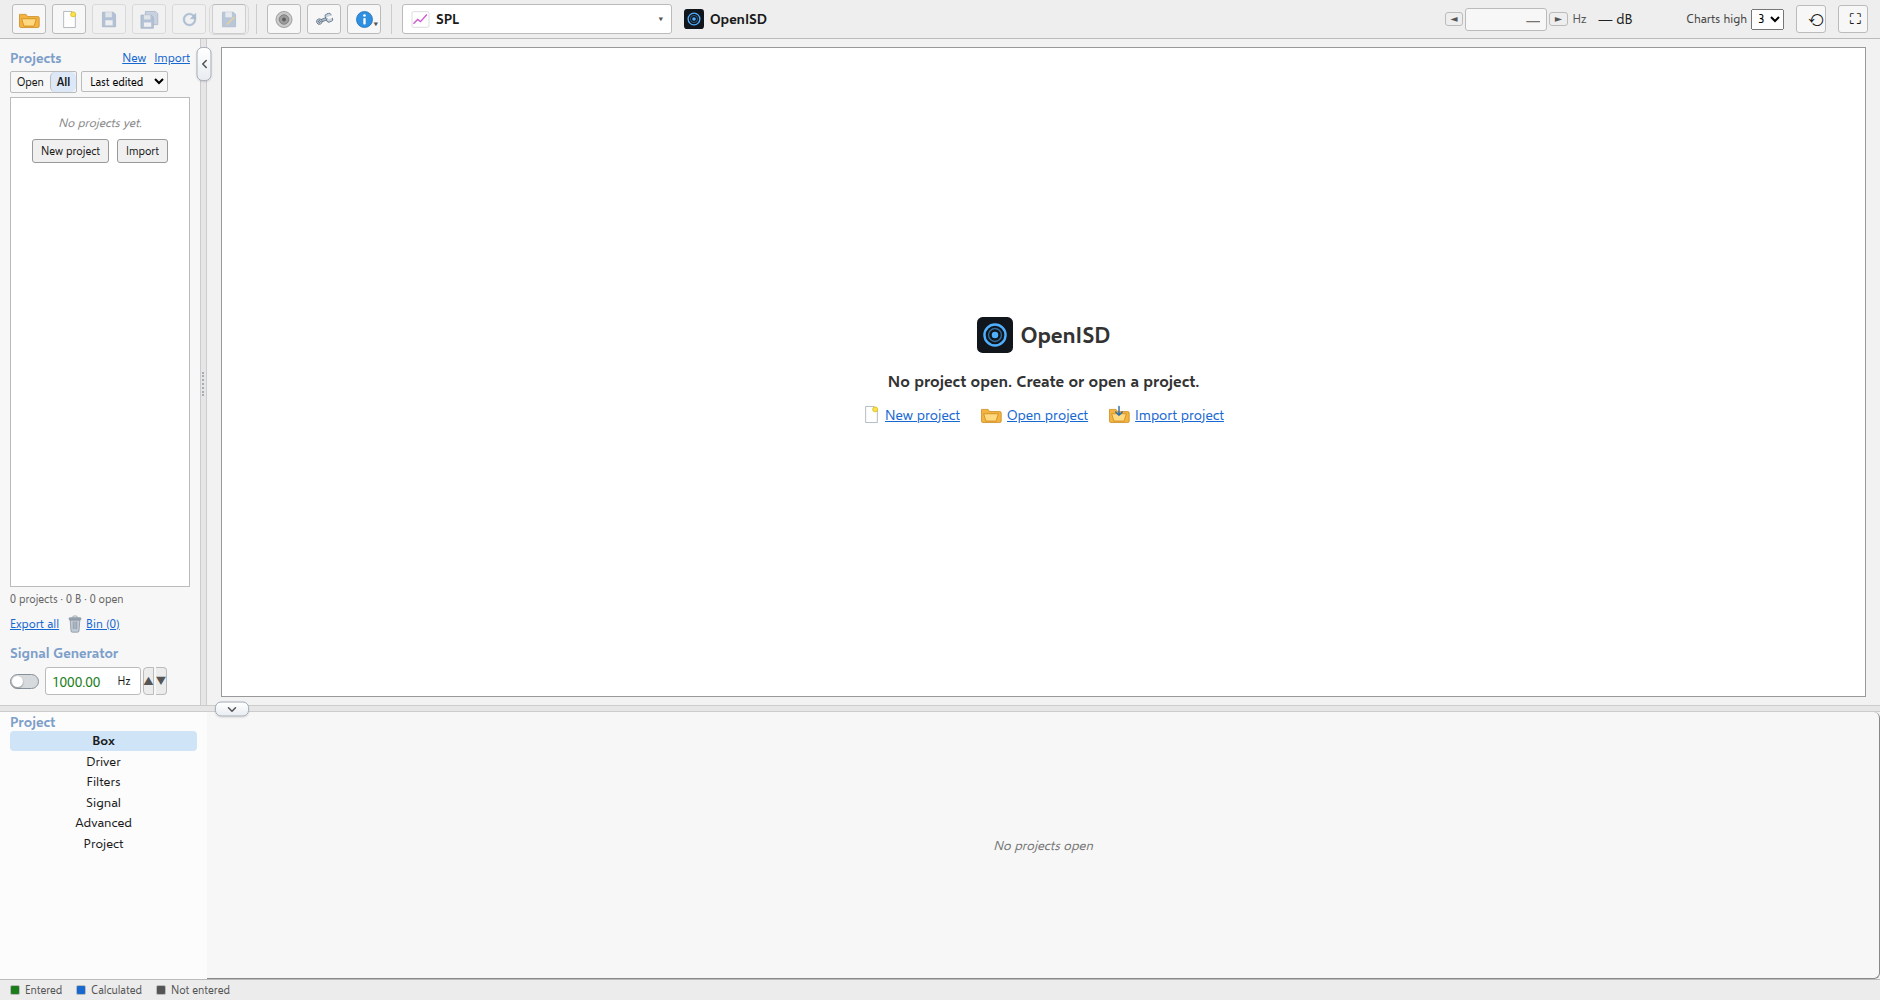 SPL
OpenISD
Hz
— dB
Charts high 3
Projects New Import
Open All Last edited
No projects yet.
New project Import
OpenISD
No project open. Create or open a project.
New project Open project Import project
0 projects · 0 B · 0 open
Export all Bin (0)
Signal Generator
1000.00 Hz
Project
Box
Driver
Filters
Signal
Advanced
Project
No projects open
Entered Calculated Not entered